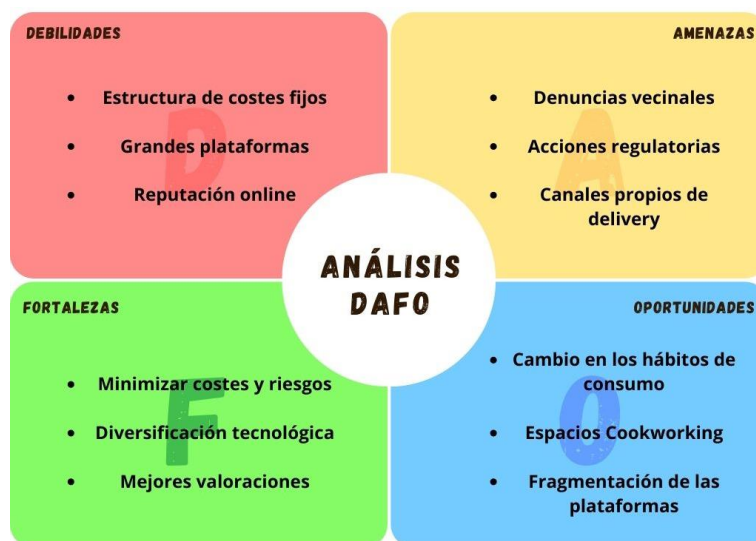 DEBILIDADES
D
• Estructura de costes fijos
• Grandes plataformas
• Reputación online
AMENAZAS
A
• Denuncias vecinales
• Acciones regulatorias
• Canales propios de
delivery
ANÁLISIS
DAFO
FORTALEZAS
F
• Minimizar costes y riesgos
• Diversificación tecnológica
• Mejores valoraciones
OPORTUNIDADES
O
• Cambio en los hábitos de
consumo
• Espacios Cookworking
• Fragmentación de las
plataformas